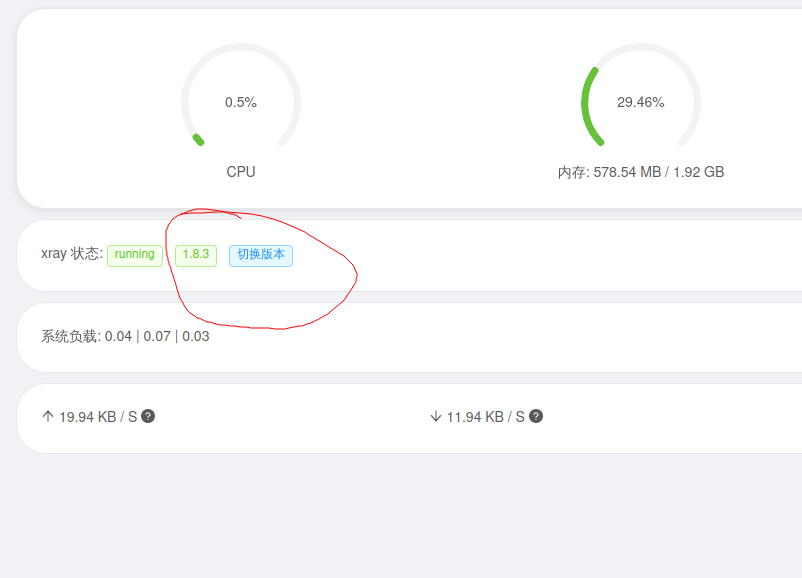 0.5%
29.46%
CPU
内存: 578.54 MB / 1.92 GB
xray 状态: running 1.8.3 切换版本
系统负载: 0.04 | 0.07 | 0.03
19.94 KB / S ?
11.94 KB / S ?